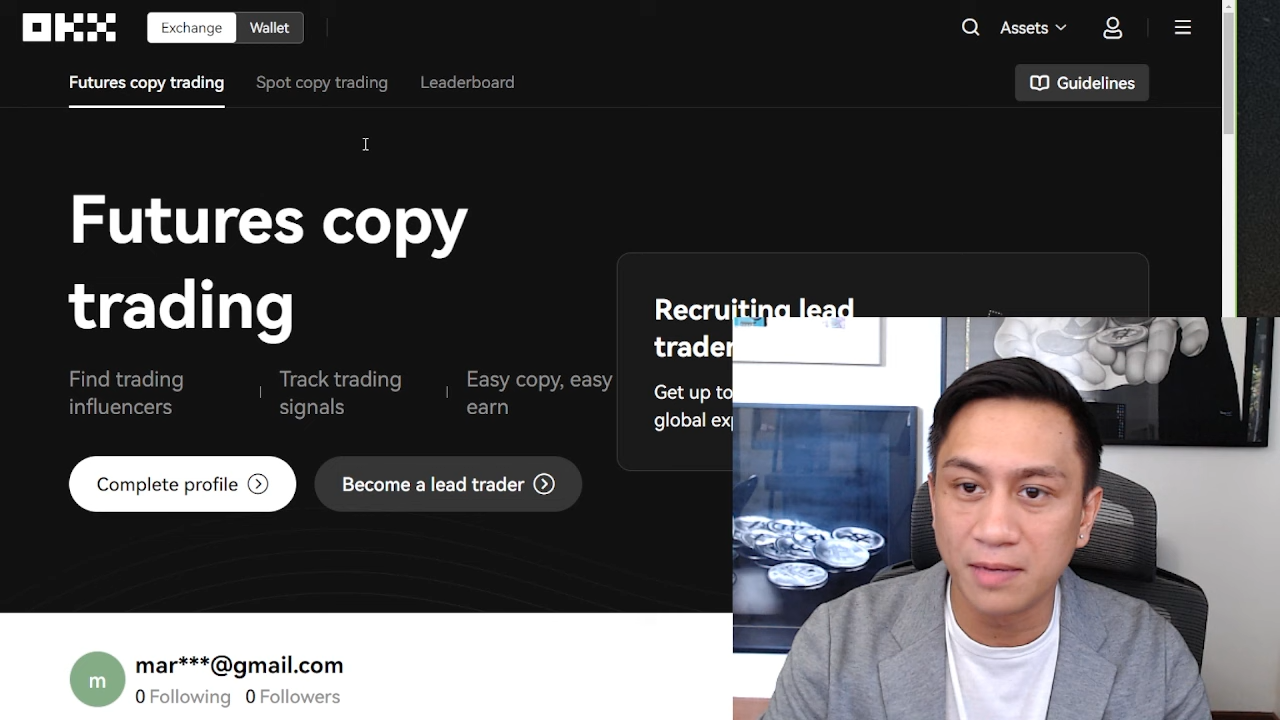 OKX
Exchange
Wallet
Assets
Futures copy trading
Spot copy trading
Leaderboard
Guidelines
Futures copy
trading
Find trading
influencers
Track trading
signals
Easy copy, easy
earn
Complete profile
Become a lead trader
Recruiting lead
trader
Get up to
global
m
mar***@gmail.com
0 Following 0 Followers